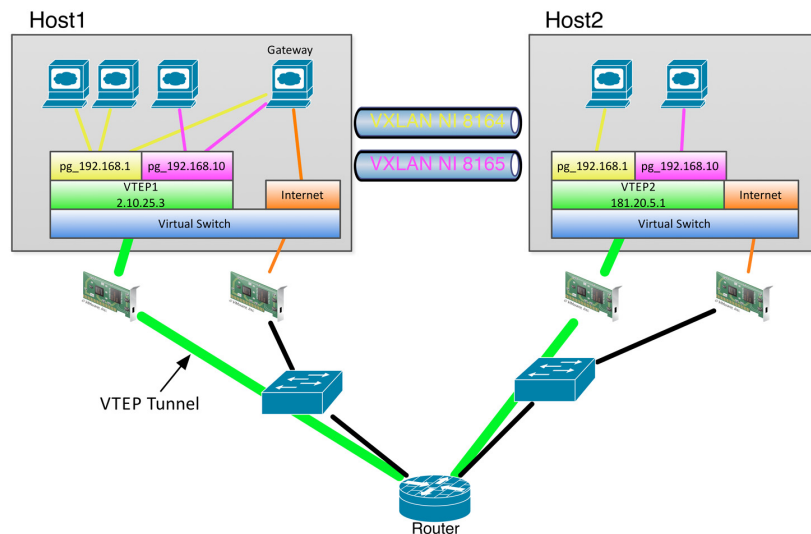 Host1
Host2
Gateway
VXLAN NI 8164
VXLAN NI 8165
pg_192.168.1
pg_192.168.10
VTEP1
2.10.25.3
Internet
Virtual Switch
pg_192.168.1
pg_192.168.10
VTEP2
181.20.5.1
Internet
Virtual Switch
VTEP Tunnel
Router